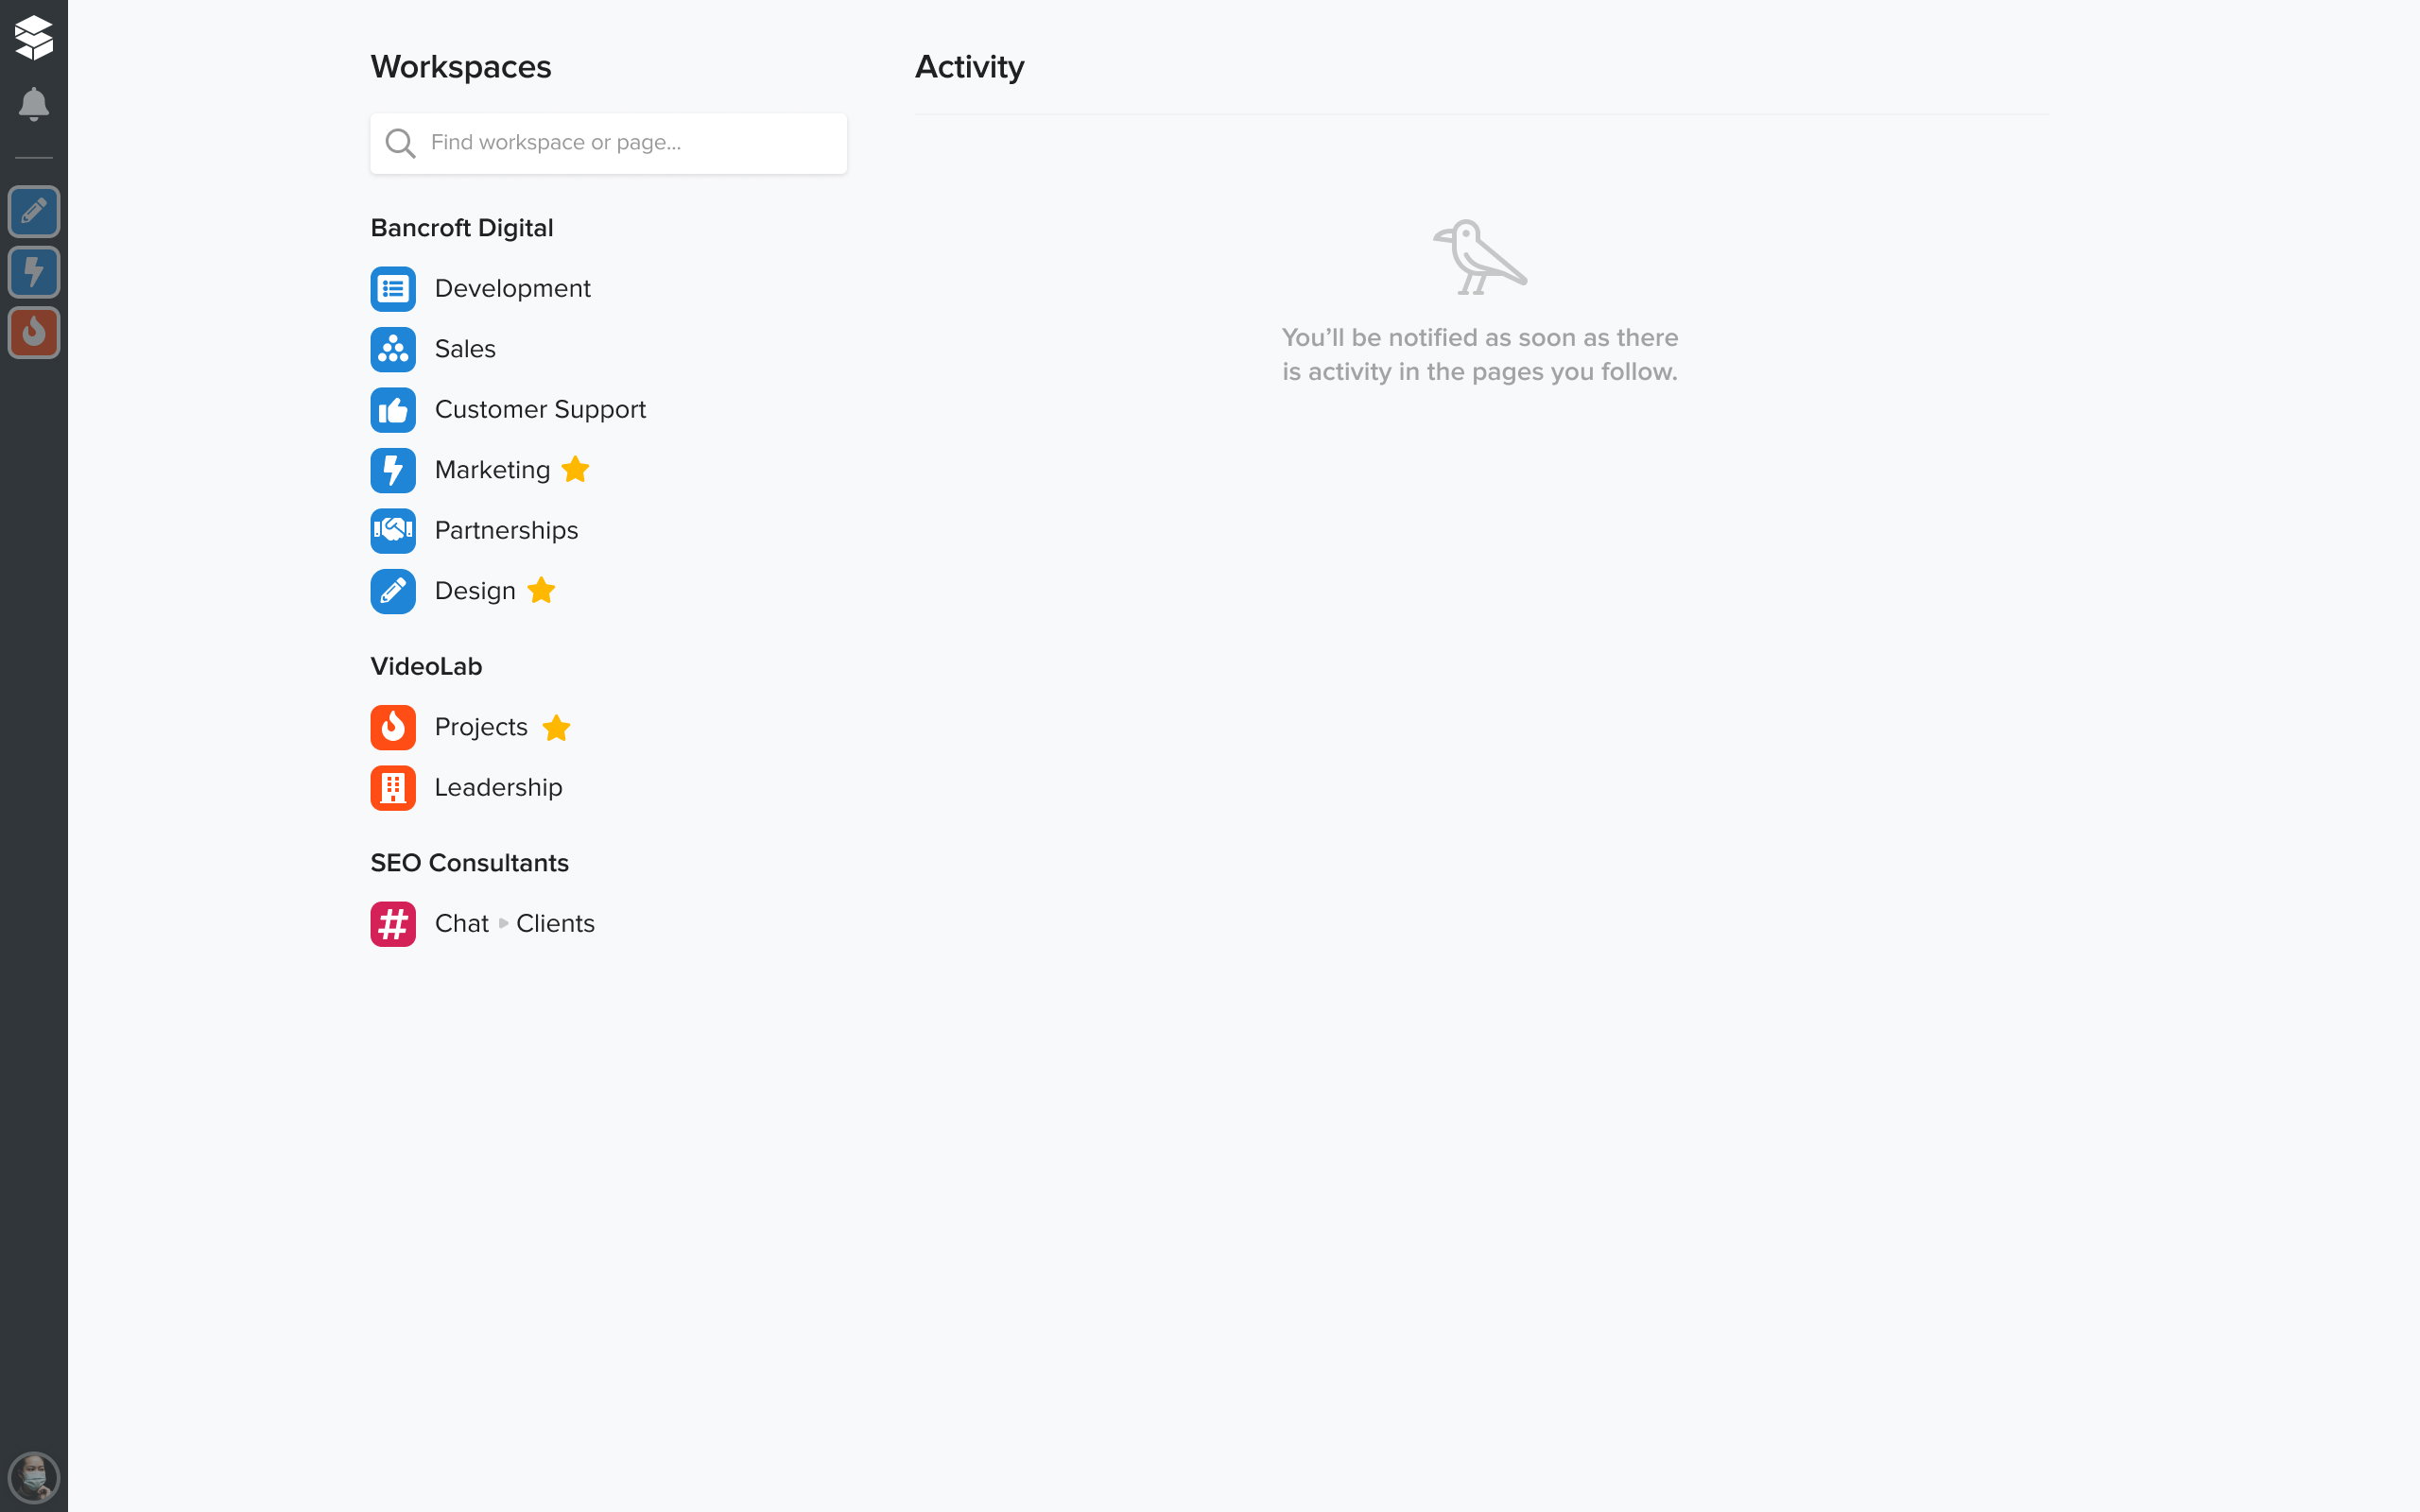 Workspaces
Find workspace or page...
Bancroft Digital
Development
Sales
Customer Support
Marketing
Partnerships
Design
VideoLab
Projects
Leadership
SEO Consultants
Chat Clients
Activity
You’ll be notified as soon as there
is activity in the pages you follow.